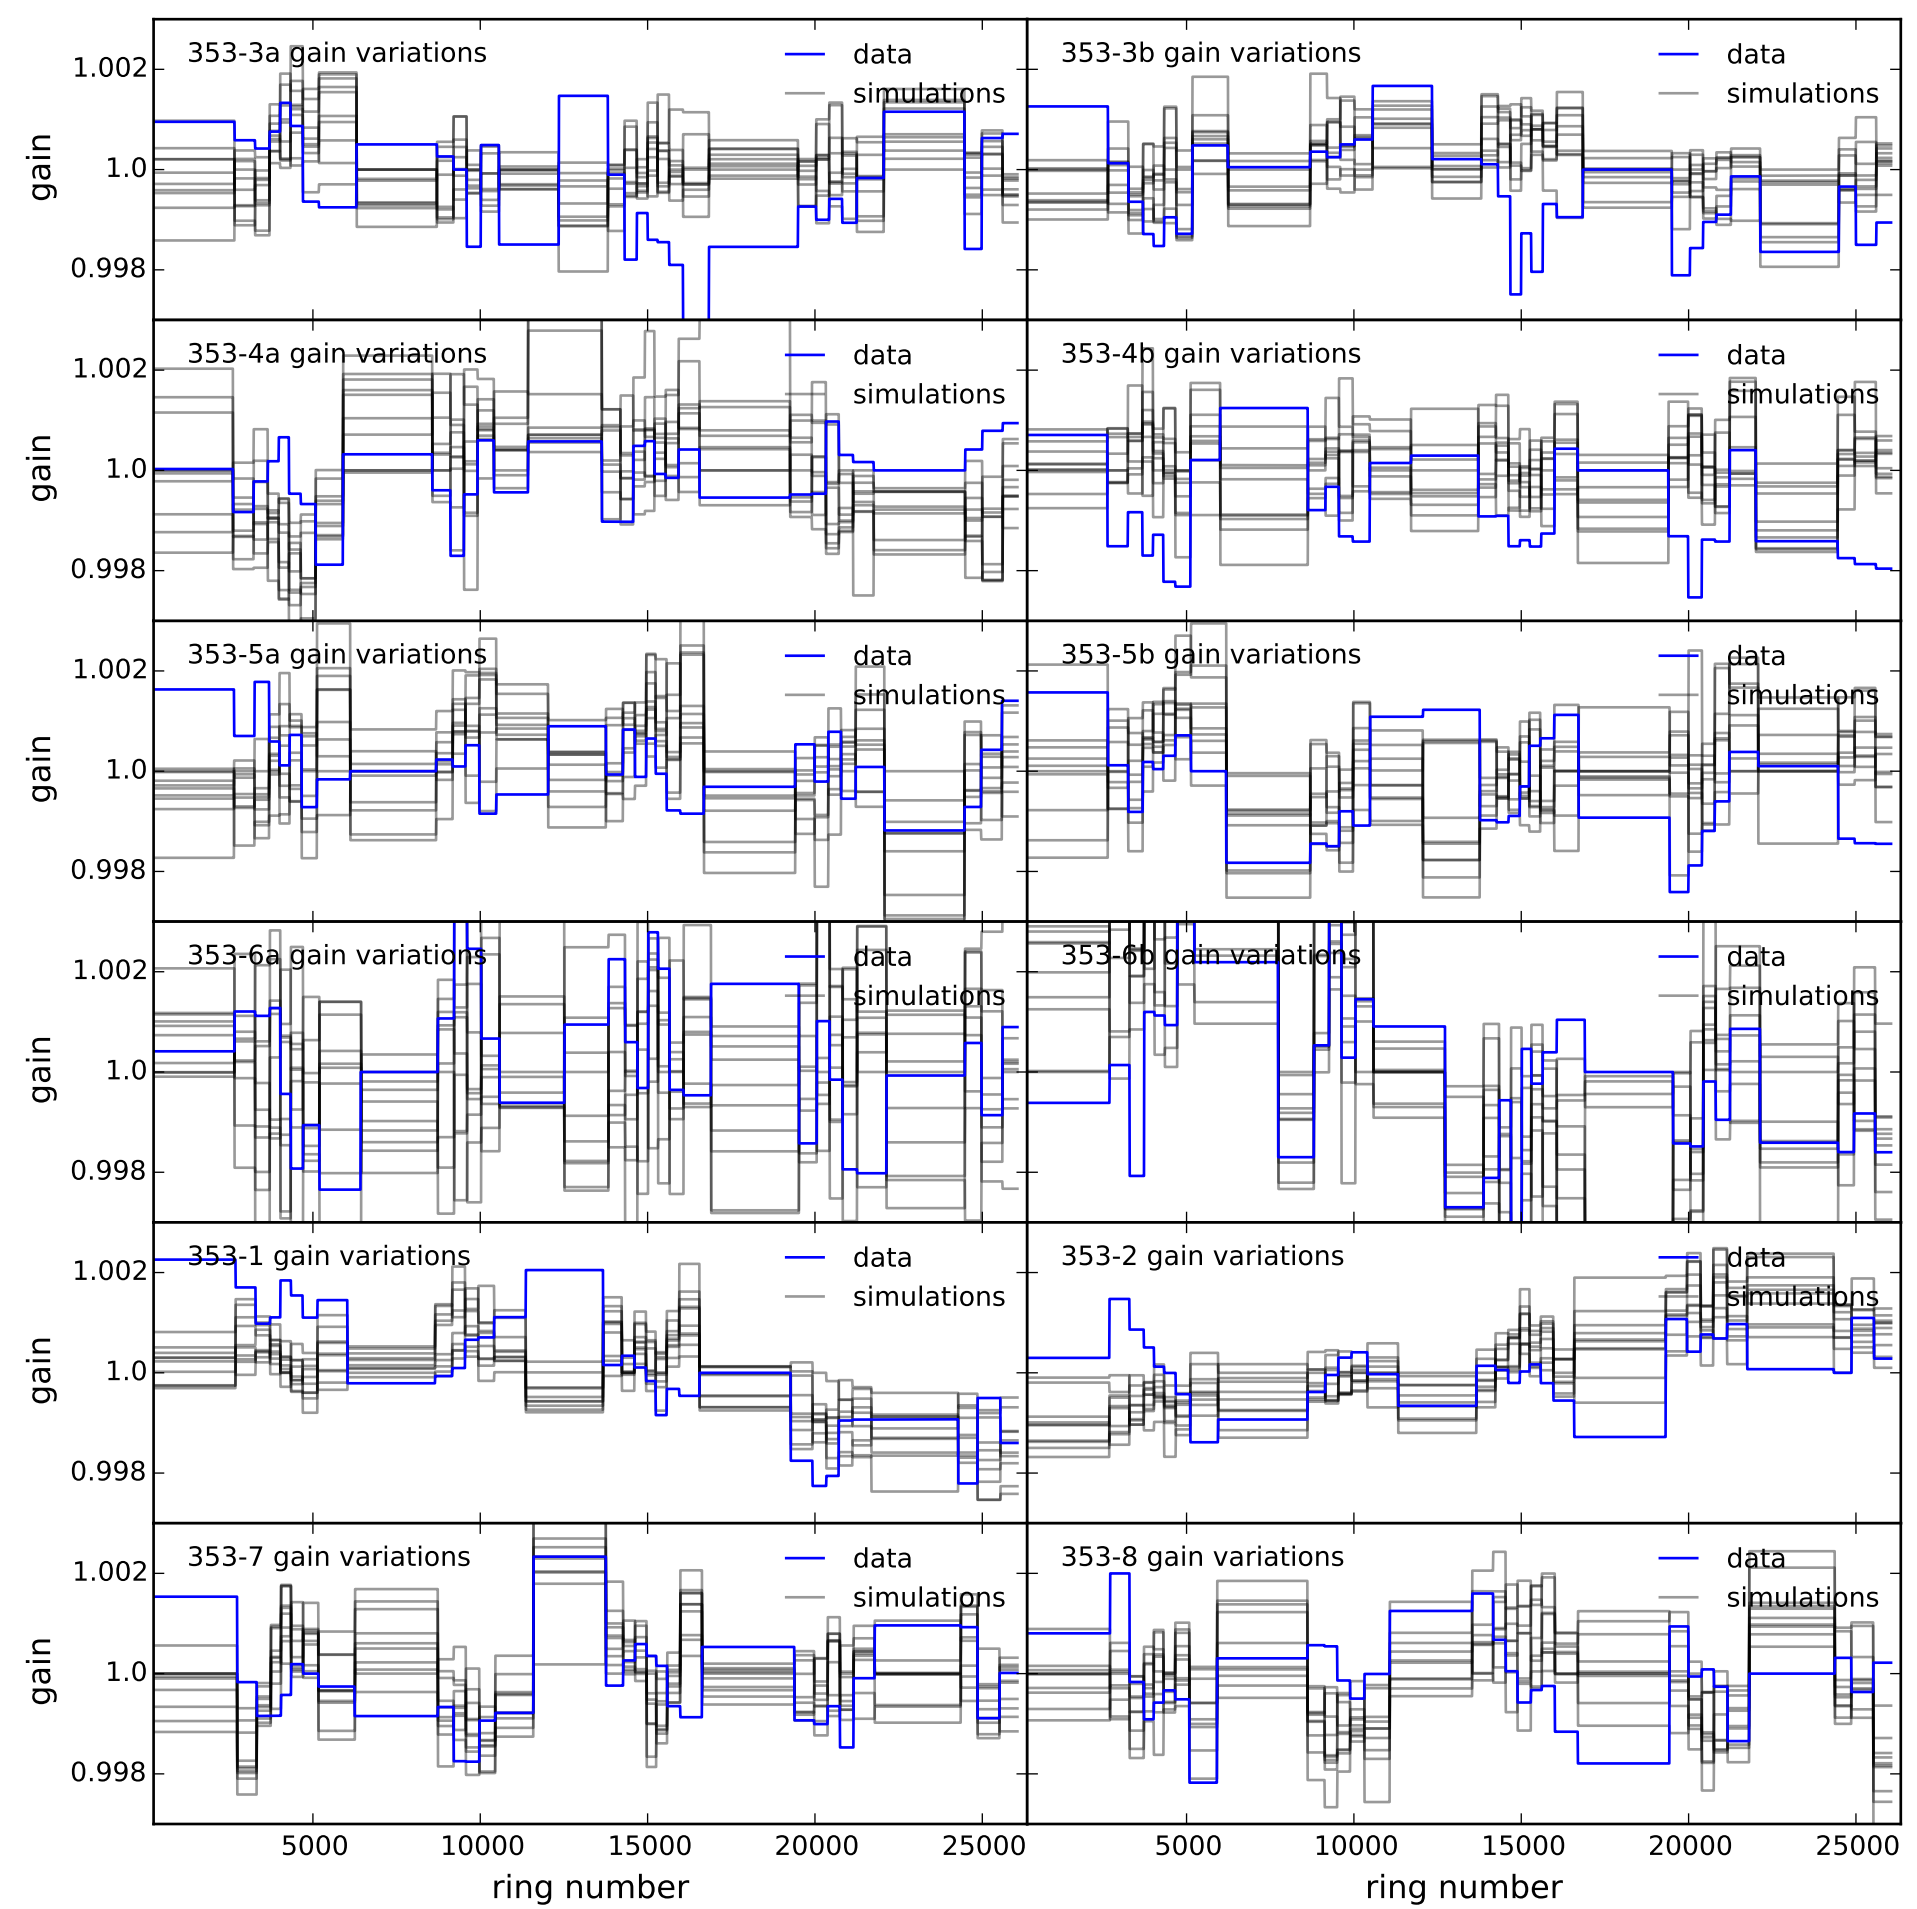 353-3a gain variations
data
simulations
353-3b gain variations
data
simulations
1.002
1.0
0.998
gain
353-4a gain variations
data
simulations
353-4b gain variations
data
simulations
1.002
1.0
0.998
gain
353-5a gain variations
data
simulations
353-5b gain variations
data
simulations
1.002
1.0
0.998
gain
353-6a gain variations
data
simulations
353-6b gain variations
data
simulations
1.002
1.0
0.998
gain
353-1 gain variations
data
simulations
353-2 gain variations
data
simulations
1.002
1.0
0.998
gain
353-7 gain variations
data
simulations
353-8 gain variations
data
simulations
1.002
1.0
0.998
gain
5000 10000 15000 20000 25000
5000 10000 15000 20000 25000
ring number
ring number